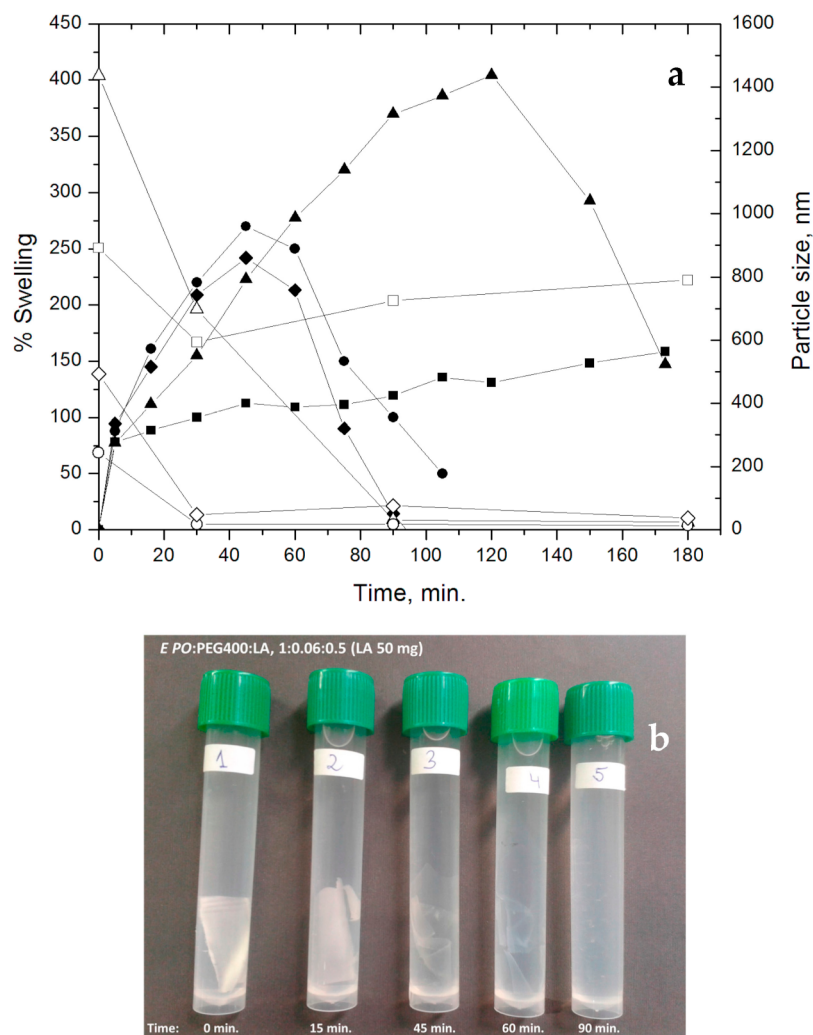 a
450
400
350
300
250
200
150
100
50
0
% Swelling
1600
1400
1200
1000
800
600
400
200
0
Particle size, nm
0 20 40 60 80 100 120 140 160 180
Time, min.
E PO:PEG400:LA, 1:0.06:0.5 (LA 50 mg)
b
1 2 3 4 5
Time: 0 min. 15 min. 45 min. 60 min. 90 min.